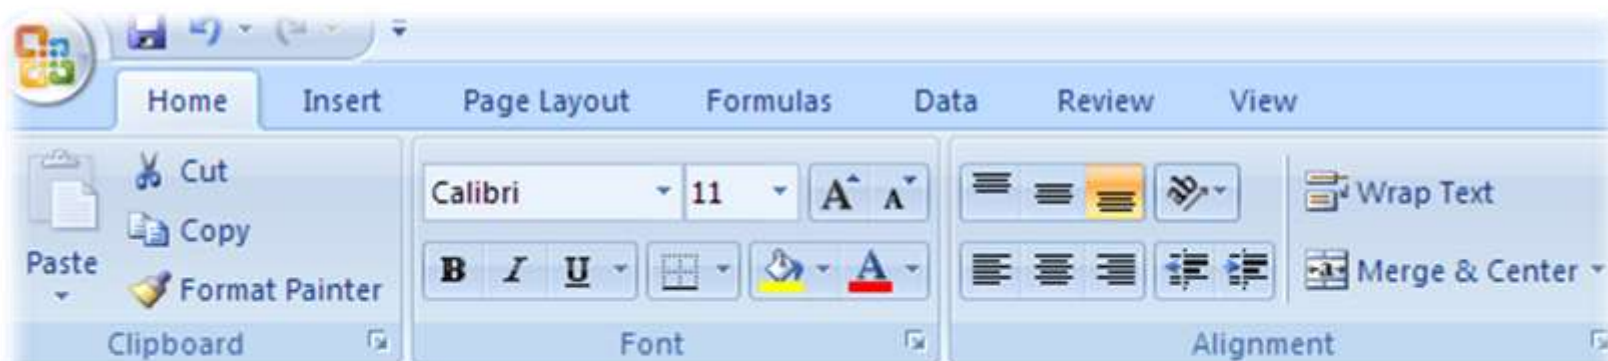 Home Insert Page Layout Formulas Data Review View
Cut
Copy
Paste
Format Painter
Clipboard
Calibri 11 A A
B I U A
Font
ab
Wrap Text
a Merge & Center
Alignment